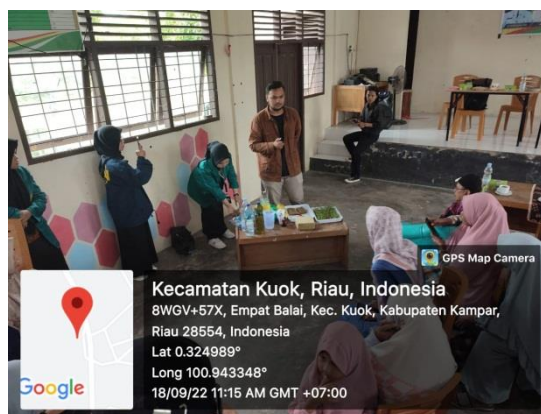 GPS Map Camera
Kecamatan Kuok, Riau, Indonesia
8WGV+57X, Empat Balai, Kec. Kuok, Kabupaten Kampar,
Riau 28554, Indonesia
Lat 0.324989°
Long 100.943348°
18/09/22 11:15 AM GMT +07:00
Google